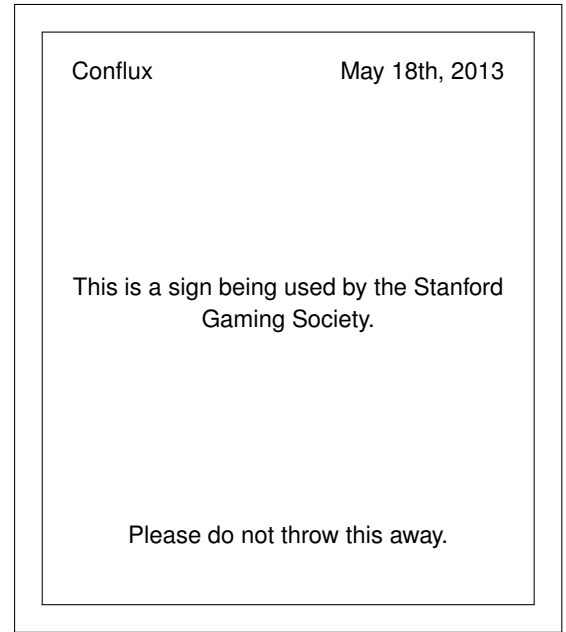 Conflux May 18th, 2013
This is a sign being used by the Stanford
Gaming Society.
Please do not throw this away.